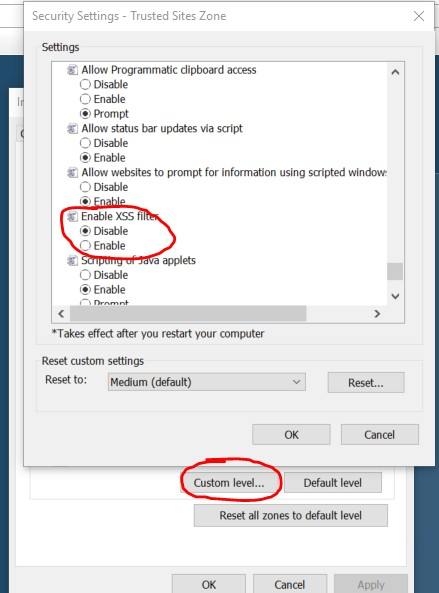 Security Settings - Trusted Sites Zone
Settings
Allow Programmatic clipboard access
Disable
Enable
Prompt
Allow status bar updates via script
Disable
Enable
Allow websites to prompt for information using scripted windows
Disable
Enable
Enable XSS filter
Disable
Enable
Scripting of Java applets
Disable
Enable
Prompt
*Takes effect after you restart your computer
Reset custom settings
Reset to: Medium (default) Reset...
OK Cancel
Custom level... Default level
Reset all zones to default level
OK Cancel Apply